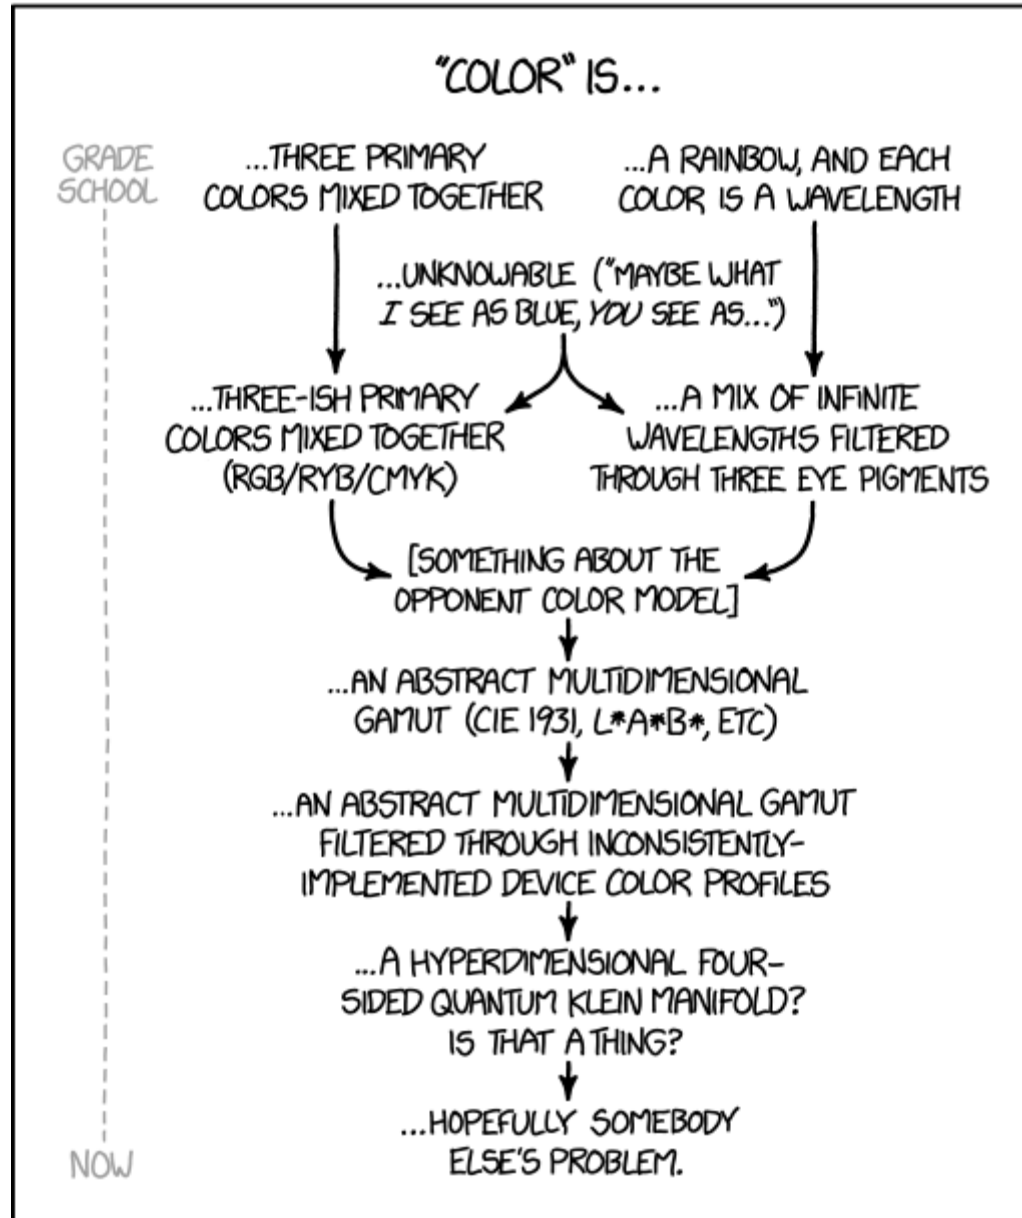 "COLOR" IS...
GRADE
SCHOOL
...THREE PRIMARY
COLORS MIXED TOGETHER
...A RAINBOW, AND EACH
COLOR IS A WAVELENGTH
...UNKNOWABLE ("MAYBE WHAT
I SEE AS BLUE, YOU SEE AS...")
...THREE-ISH PRIMARY
COLORS MIXED TOGETHER
(RGB/RYB/CMYK)
...A MIX OF INFINITE
WAVELENGTHS FILTERED
THROUGH THREE EYE PIGMENTS
[SOMETHING ABOUT THE
OPPONENT COLOR MODEL]
...AN ABSTRACT MULTIDIMENSIONAL
GAMUT (CIE 1931, L*A*B*, ETC)
...AN ABSTRACT MULTIDIMENSIONAL GAMUT
FILTERED THROUGH INCONSISTENTLY-
IMPLEMENTED DEVICE COLOR PROFILES
...A HYPERDIMENSIONAL FOUR-
SIDED QUANTUM KLEIN MANIFOLD?
IS THAT A THING?
...HOPEFULLY SOMEBODY
ELSE'S PROBLEM.
NOW